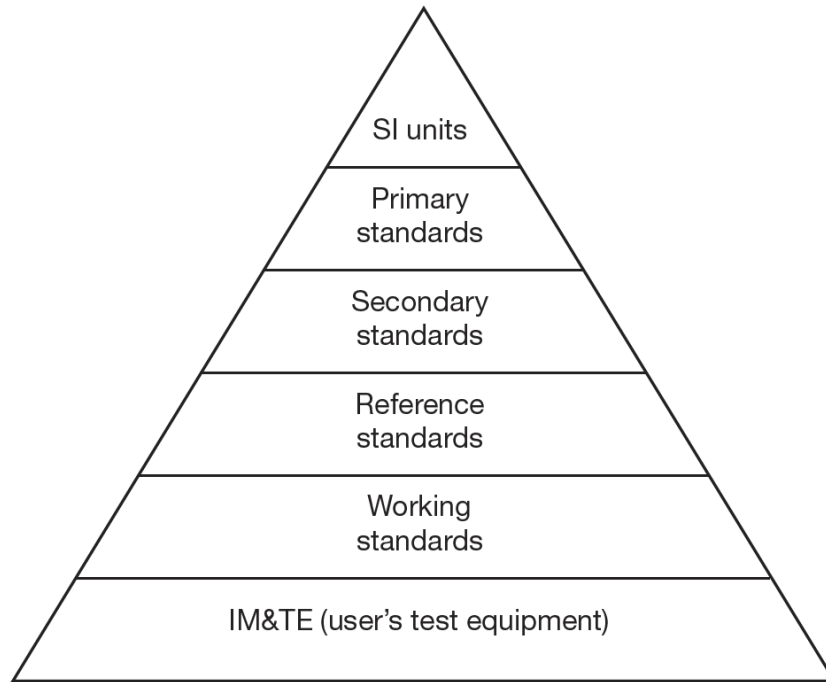 SI units
Primary
standards
Secondary
standards
Reference
standards
Working
standards
IM&TE (user’s test equipment)